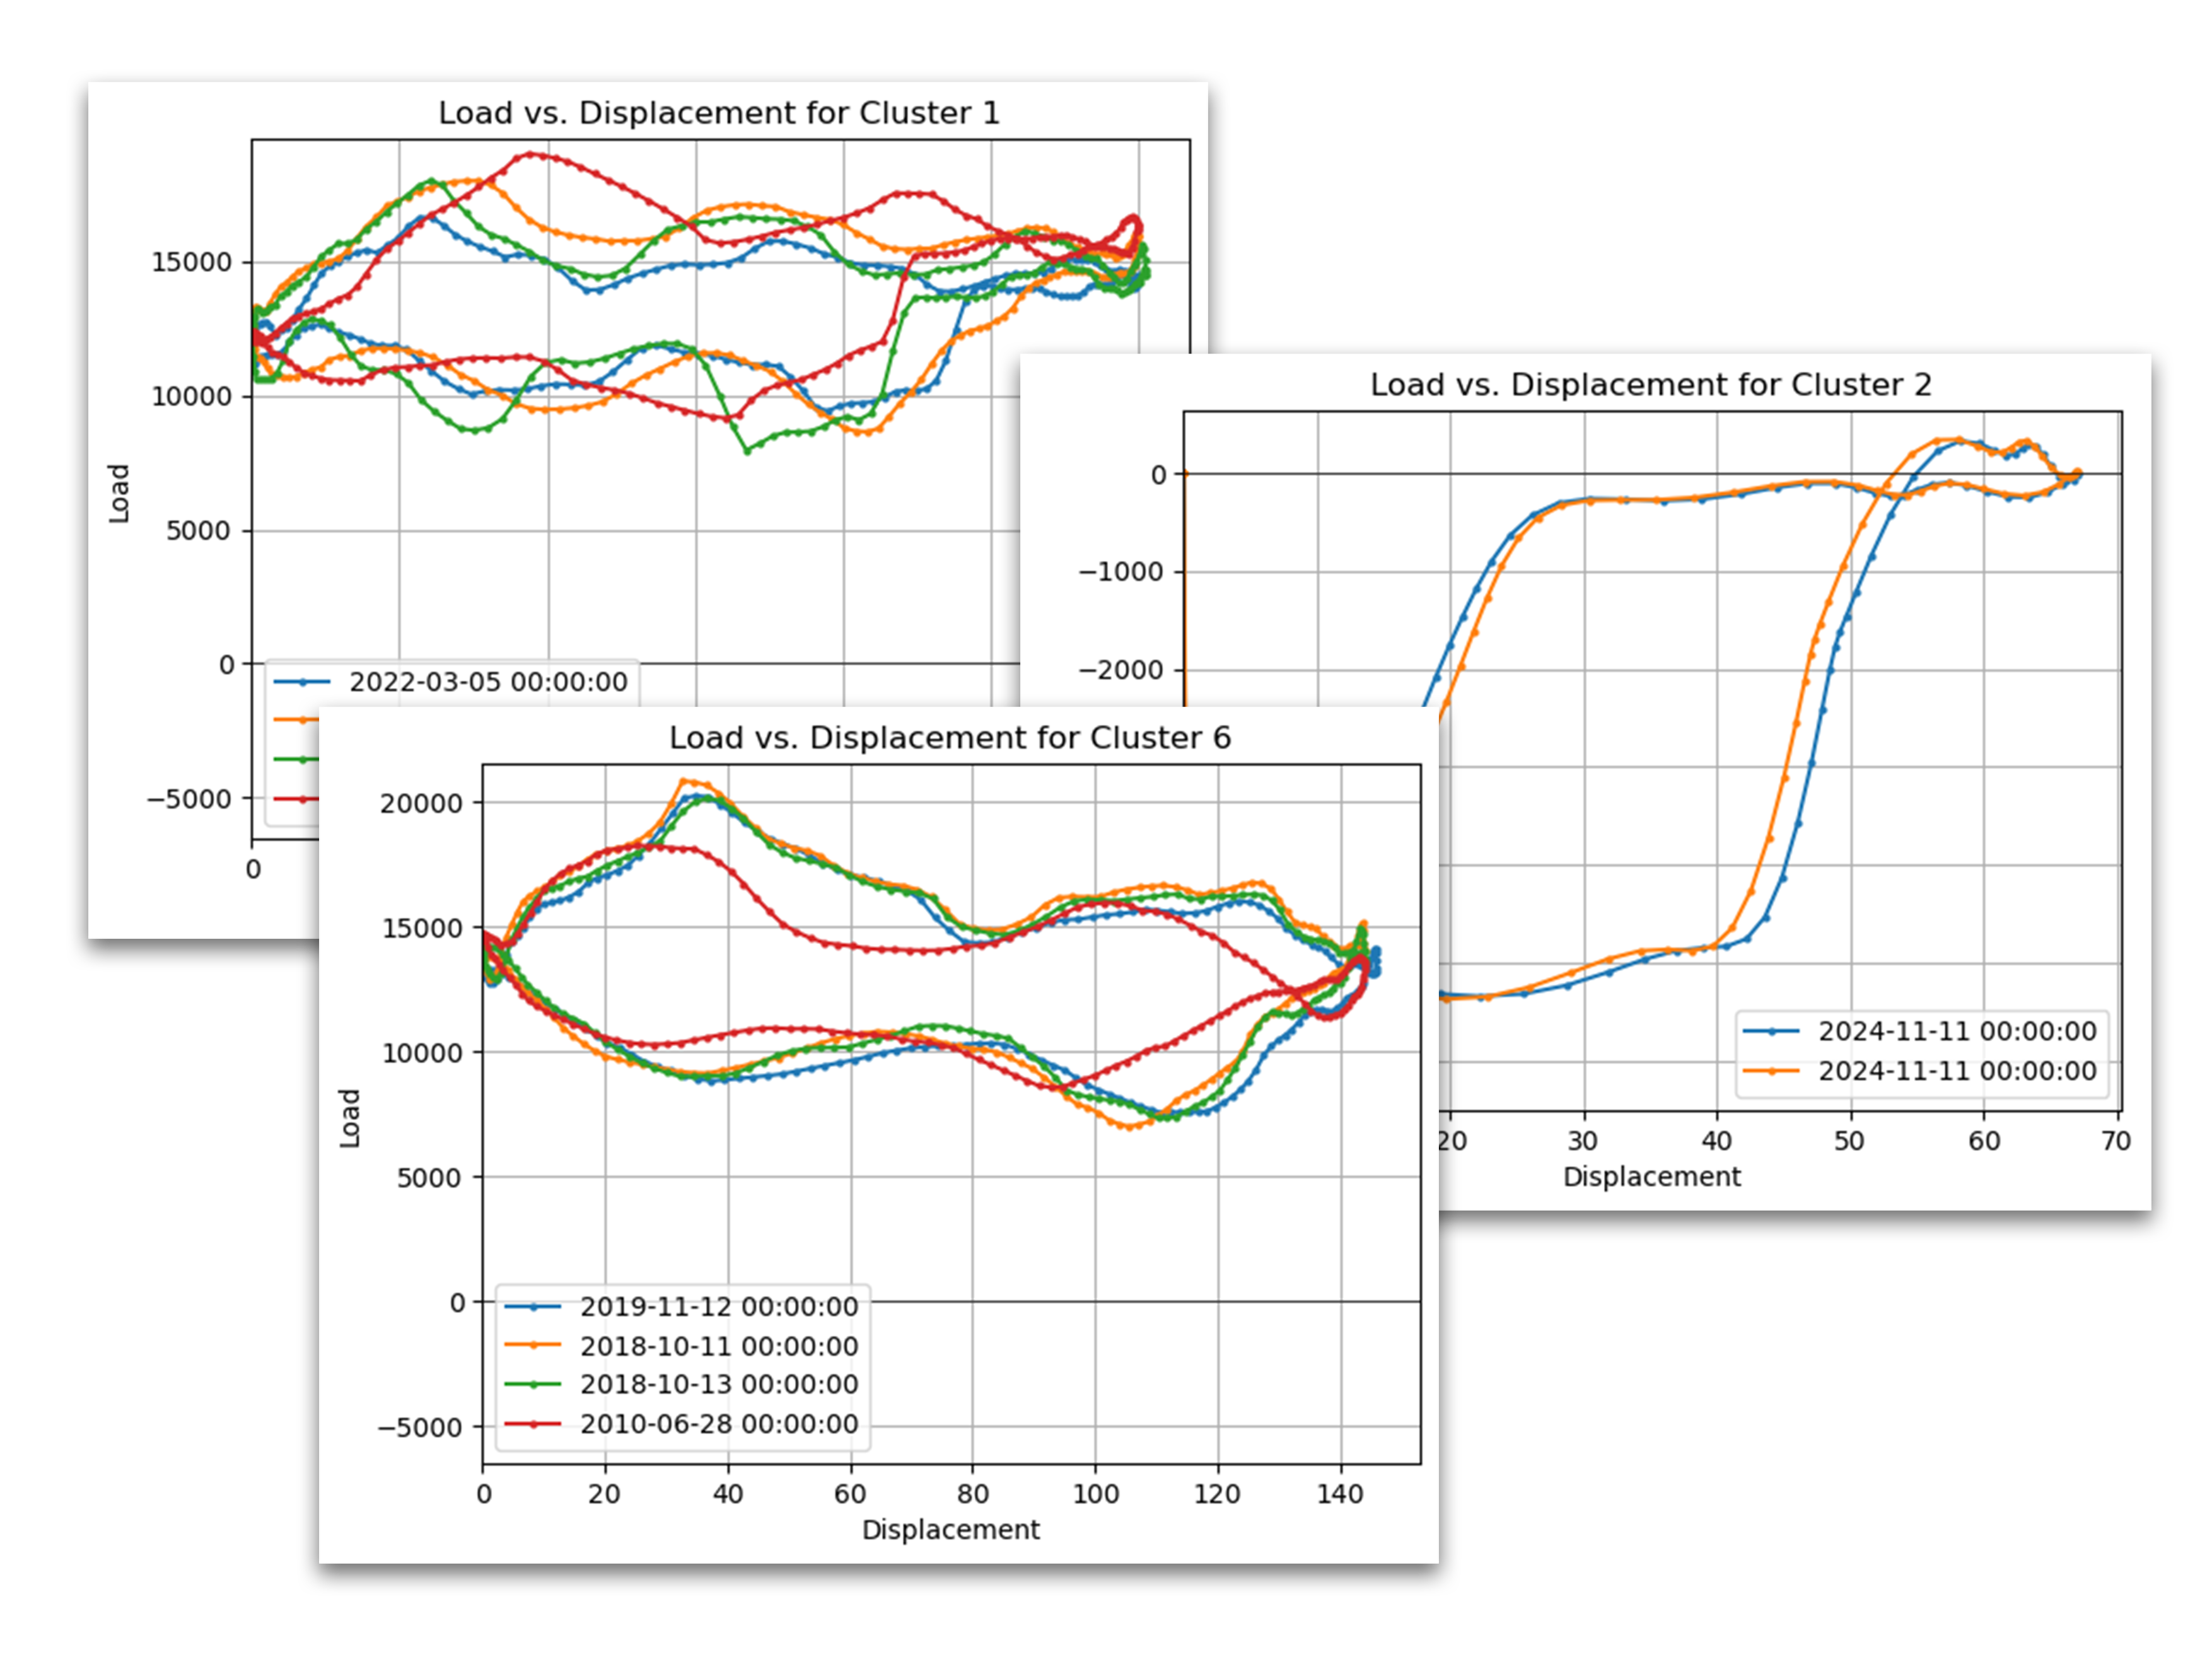 Load vs. Displacement for Cluster 1
15000
10000
5000
0
−5000
Load
2022-03-05 00:00:00
0
Load vs. Displacement for Cluster 2
0
−1000
−2000
2024-11-11 00:00:00
2024-11-11 00:00:00
20 30 40 50 60 70
Displacement
Load vs. Displacement for Cluster 6
20000
15000
10000
5000
0
−5000
Load
2019-11-12 00:00:00
2018-10-11 00:00:00
2018-10-13 00:00:00
2010-06-28 00:00:00
0 20 40 60 80 100 120 140
Displacement